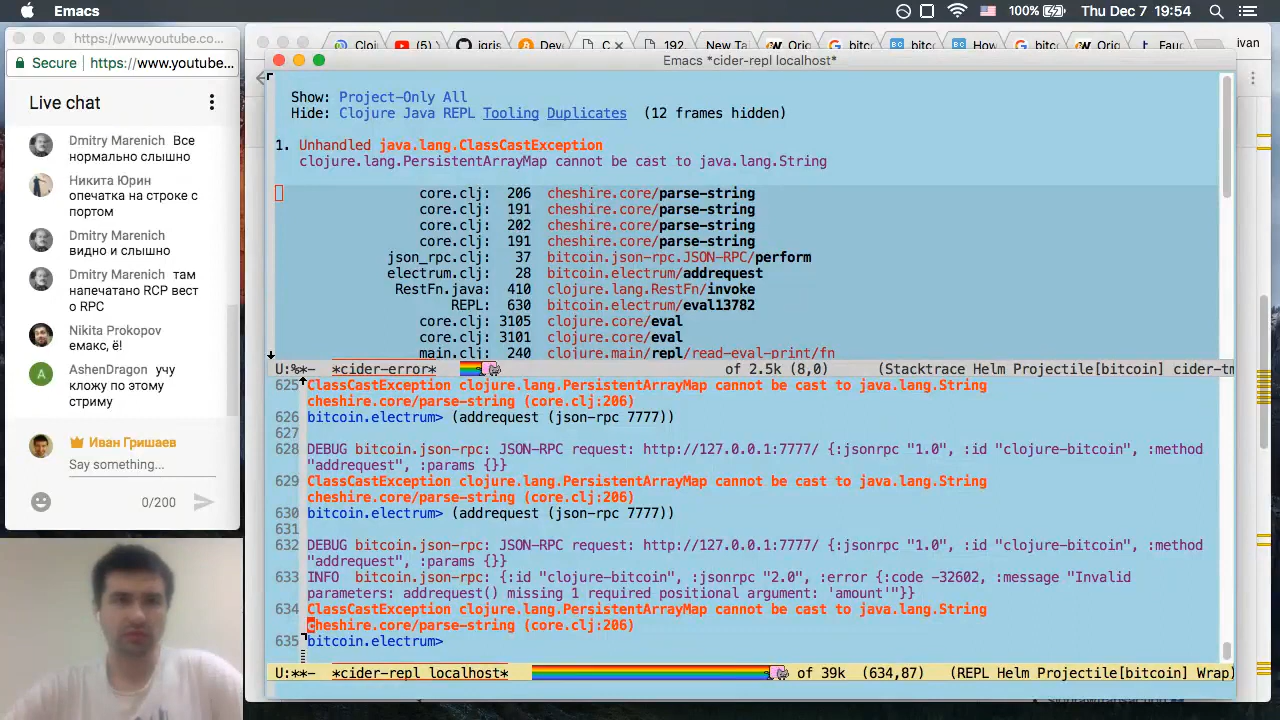 Emacs
100%
Thu Dec 7 19:54
https://www.youtube.co...
Secure
https://www.youtube...
Live chat
Dmitry Marenich Все
нормально слышно
Никита Юрин
опечатка на строке с
портом
Dmitry Marenich
видно и слышно
Dmitry Marenich там
напечатано RCP вест
о RPC
Nikita Prokopov
емакс, ё!
AshenDragon учу
кложу по этому
стриму
A
Иван Гришаев
Say something...
0/200
Cloj
(5)
igris
Dev
C
192.
New Ta
Orig
bitco
BC bitco
BC Hov
bitco
Orig
Fauc
ivan
Emacs *cider-repl localhost*
Show: Project-Only All
Hide: Clojure Java REPL Tooling Duplicates (12 frames hidden)
1. Unhandled java.lang.ClassCastException
clojure.lang.PersistentArrayMap cannot be cast to java.lang.String
core.clj: 206 cheshire.core/parse-string
core.clj: 191 cheshire.core/parse-string
core.clj: 202 cheshire.core/parse-string
core.clj: 191 cheshire.core/parse-string
json_rpc.clj: 37 bitcoin.json-rpc.JSON-RPC/perform
electrum.clj: 28 bitcoin.electrum/addrequest
RestFn.java: 410 clojure.lang.RestFn/invoke
REPL: 630 bitcoin.electrum/eval13782
core.clj: 3105 clojure.core/eval
core.clj: 3101 clojure.core/eval
main.clj: 240 clojure.main/repl/read-eval-print/fn
U:%*- *cider-error* of 2.5k (8,0) (Stacktrace Helm Projectile[bitcoin] cider-tm
625 ClassCastException clojure.lang.PersistentArrayMap cannot be cast to java.lang.String
cheshire.core/parse-string (core.clj:206)
626 bitcoin.electrum> (addrequest (json-rpc 7777))
627
628 DEBUG bitcoin.json-rpc: JSON-RPC request: http://127.0.0.1:7777/ {:jsonrpc "1.0", :id "clojure-bitcoin", :method
"addrequest", :params {}}
629 ClassCastException clojure.lang.PersistentArrayMap cannot be cast to java.lang.String
cheshire.core/parse-string (core.clj:206)
630 bitcoin.electrum> (addrequest (json-rpc 7777))
631
632 DEBUG bitcoin.json-rpc: JSON-RPC request: http://127.0.0.1:7777/ {:jsonrpc "1.0", :id "clojure-bitcoin", :method
"addrequest", :params {}}
633 INFO bitcoin.json-rpc: {:id "clojure-bitcoin", :jsonrpc "2.0", :error {:code -32602, :message "Invalid
parameters: addrequest() missing 1 required positional argument: 'amount'"}}
634 ClassCastException clojure.lang.PersistentArrayMap cannot be cast to java.lang.String
cheshire.core/parse-string (core.clj:206)
635 bitcoin.electrum>
U:**- *cider-repl localhost* of 39k (634,87) (REPL Helm Projectile[bitcoin] Wrap)